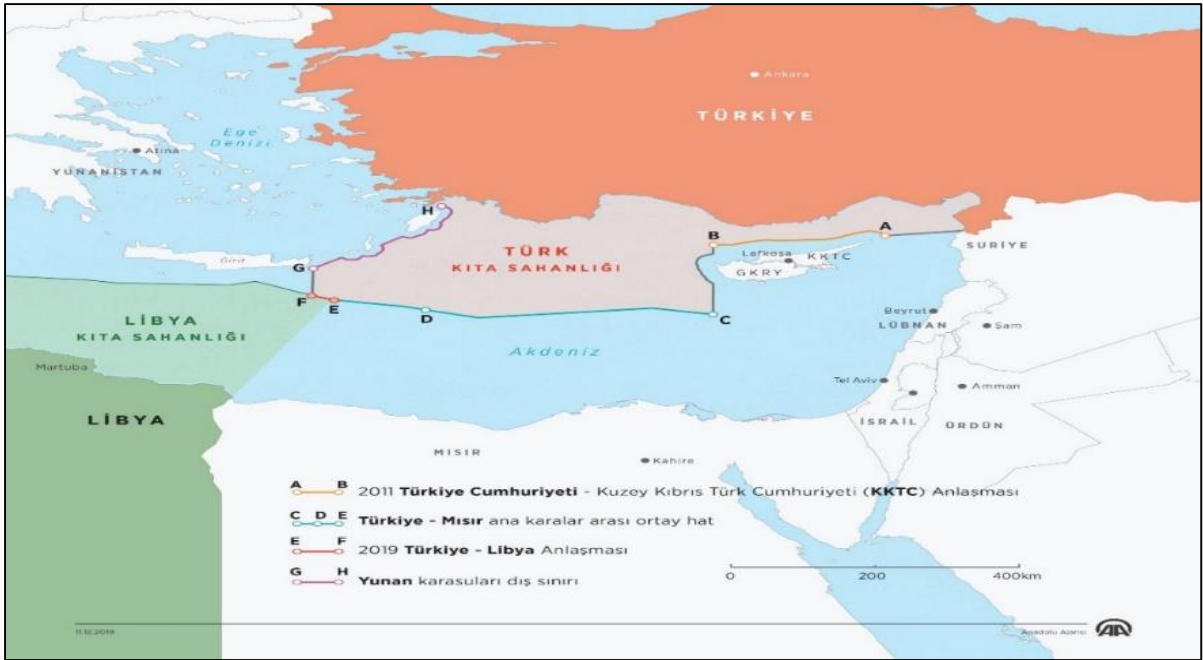 Ankara
TÜRKİYE
Ege
Denizi
Atina
YUNANİSTAN
H
TÜRK
KITA SAHANLIĞI
B
A
Lefkoşa
KKTC
GKRY
SURİYE
Girit
G
F
E
D
C
LİBYA
KITA SAHANLIĞI
Akdeniz
Beyrut
LÜBNAN
Şam
Martuba
Tel Aviv
Amman
LİBYA
İSRAİL
ÜRDÜN
MISIR
Kahire
A B 2011 Türkiye Cumhuriyeti - Kuzey Kıbrıs Türk Cumhuriyeti (KKTC) Anlaşması
C D E Türkiye - Mısır ana karalar arası ortay hat
E F 2019 Türkiye - Libya Anlaşması
G H Yunan karasuları dış sınırı
0 200 400km
11.12.2019
Anadolu Ajansı AA